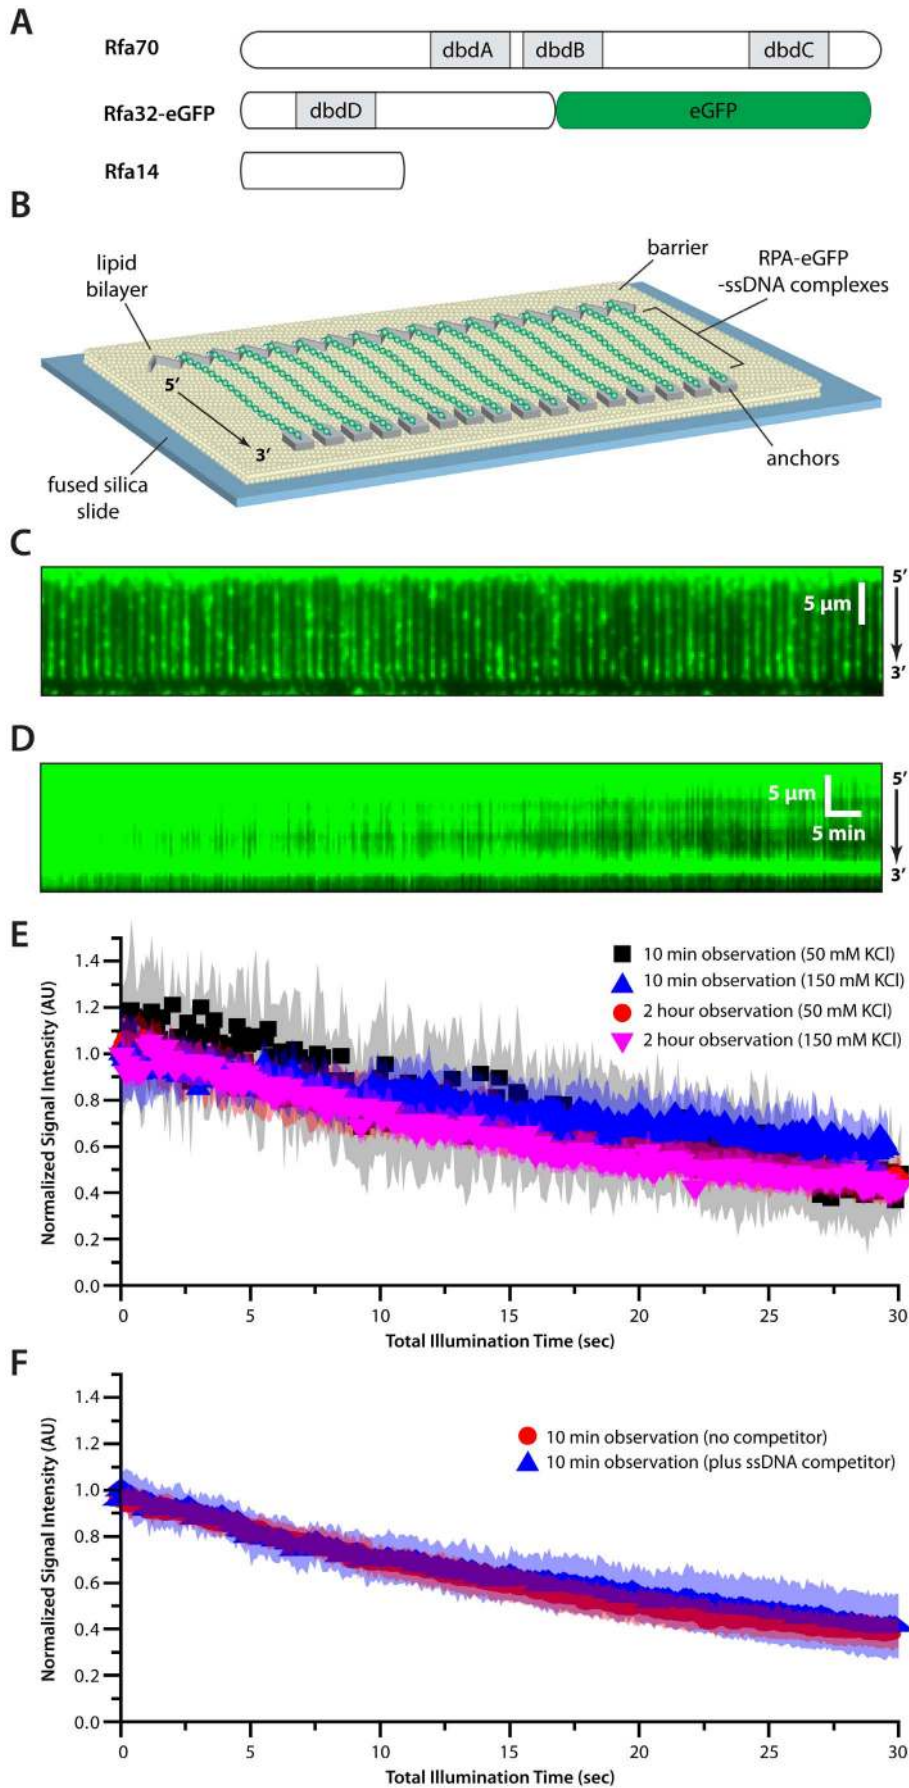 A
Rfa70
dbdA
dbdB
dbdC
Rfa32-eGFP
dbdD
eGFP
Rfa14
B
lipid
bilayer
barrier
RPA-eGFP
-ssDNA complexes
5′
3′
fused silica
slide
anchors
C
5′
5 µm
3′
D
5′
5 µm
5 min
3′
E
Normalized Signal Intensity (AU)
1.4
1.2
1.0
0.8
0.6
0.4
0.2
0.0
10 min observation (50 mM KCl)
10 min observation (150 mM KCl)
2 hour observation (50 mM KCl)
2 hour observation (150 mM KCl)
0 5 10 15 20 25 30
Total Illumination Time (sec)
F
Normalized Signal Intensity (AU)
1.4
1.2
1.0
0.8
0.6
0.4
0.2
0.0
10 min observation (no competitor)
10 min observation (plus ssDNA competitor)
0 5 10 15 20 25 30
Total Illumination Time (sec)